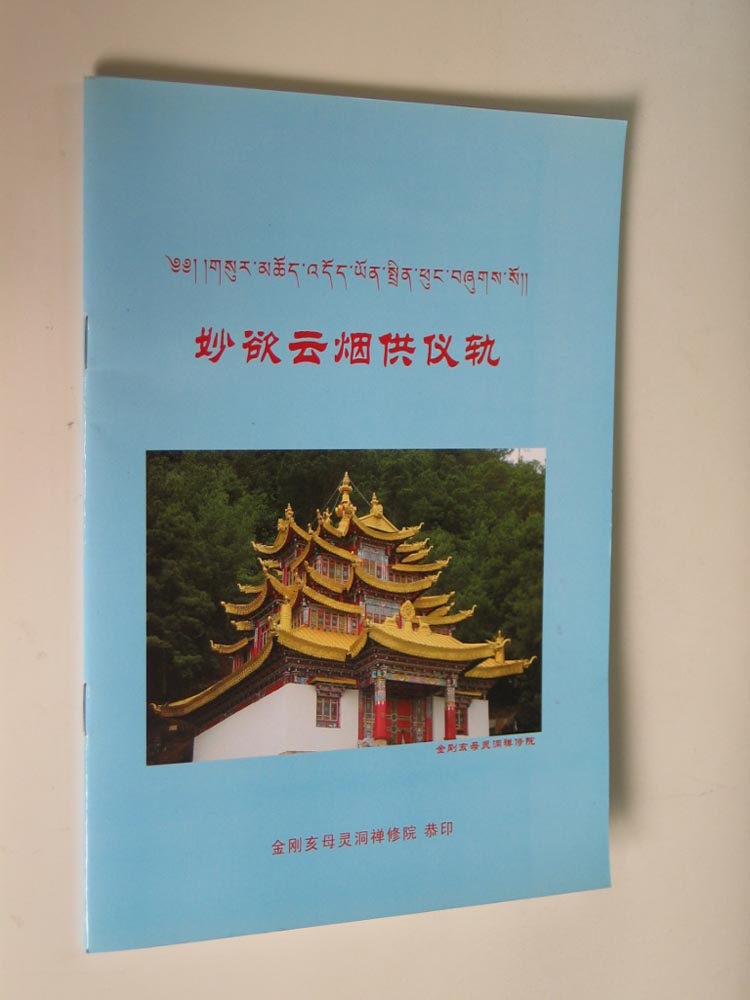 ༄༅། །གསུར་མཆོད་འདོད་ཡོན་སྤྲིན་ཕུང་བཞུགས་སོ།།
妙欲云烟供仪轨
金刚亥母灵洞禅修院
金刚亥母灵洞禅修院 恭印